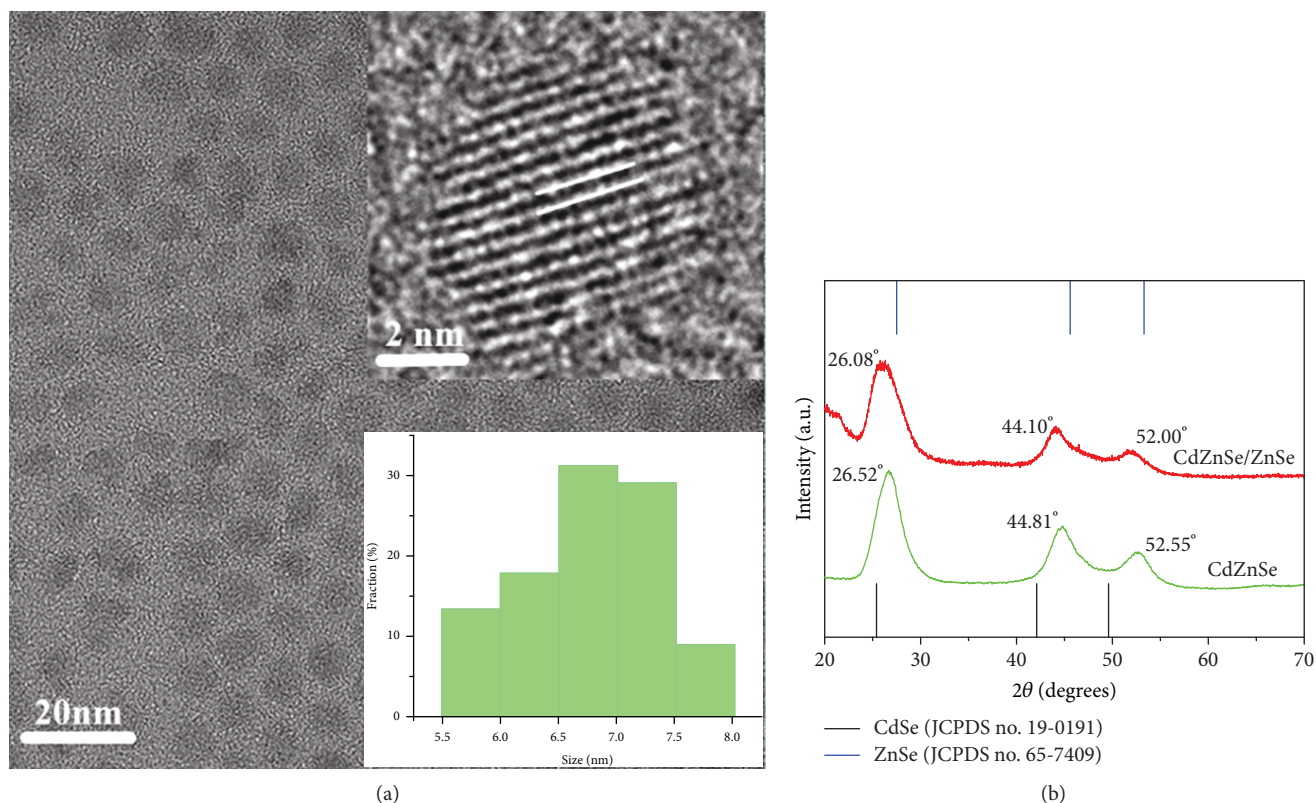 2 nm
20nm
Fraction (%)
30
20
10
0
5.5 6.0 6.5 7.0 7.5 8.0
Size (nm)
(a)
Intensity (a.u.)
26.08°
44.10°
52.00°
CdZnSe/ZnSe
26.52°
44.81°
52.55°
CdZnSe
20 30 40 50 60 70
2θ (degrees)
CdSe (JCPDS no. 19-0191)
ZnSe (JCPDS no. 65-7409)
(b)